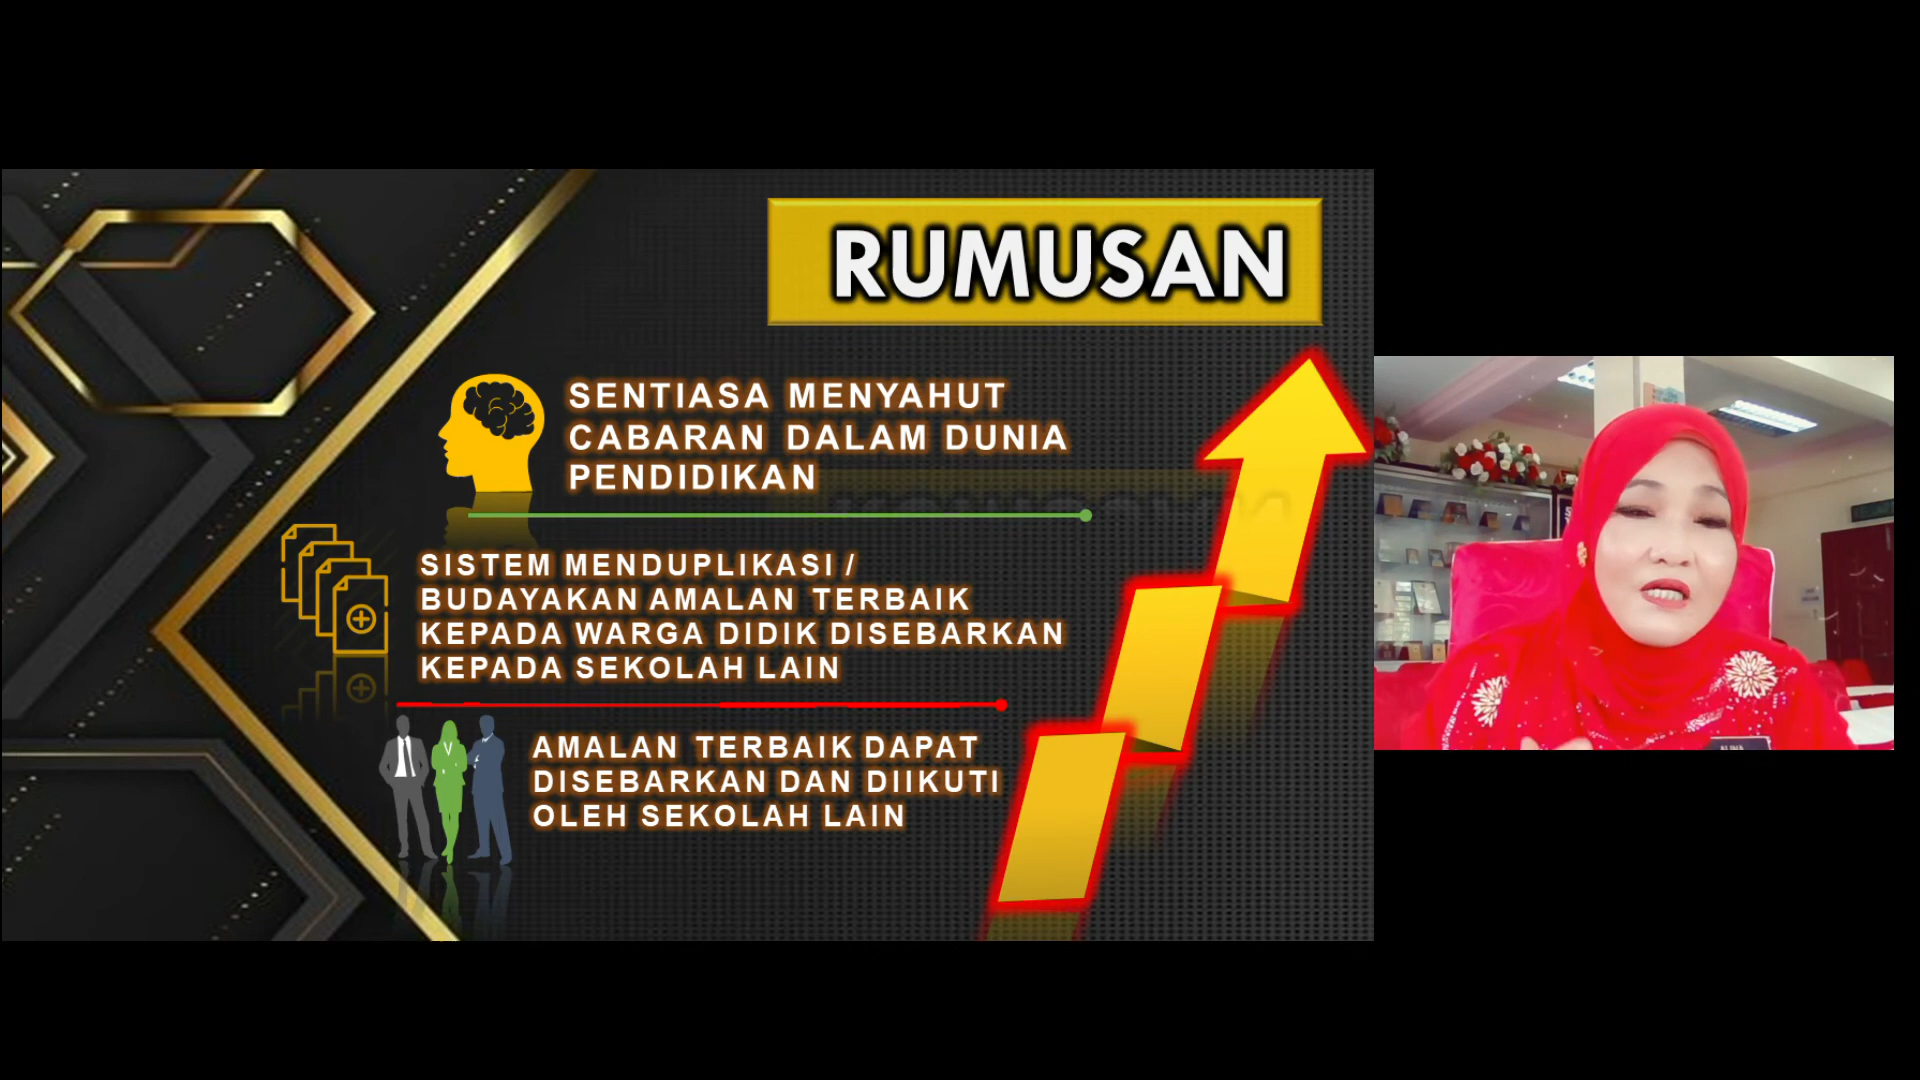 RUMUSAN
SENTIASA MENYAHUT
CABARAN DALAM DUNIA
PENDIDIKAN
SISTEM MENDUPLIKASI /
BUDAYAKAN AMALAN TERBAIK
KEPADA WARGA DIDIK DISEBARKAN
KEPADA SEKOLAH LAIN
AMALAN TERBAIK DAPAT
DISEBARKAN DAN DIIKUTI
OLEH SEKOLAH LAIN